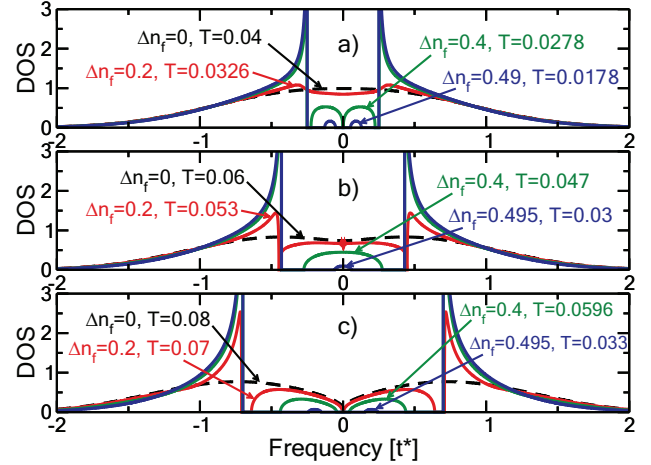 3
2
1
0
DOS
Δn_f=0, T=0.04
a)
Δn_f=0.4, T=0.0278
Δn_f=0.2, T=0.0326
Δn_f=0.49, T=0.0178
-2 -1 0 1 2
3
2
1
0
DOS
Δn_f=0, T=0.06
b)
Δn_f=0.4, T=0.047
Δn_f=0.2, T=0.053
Δn_f=0.495, T=0.03
-2 -1 0 1 2
3
2
1
0
DOS
Δn_f=0, T=0.08
c)
Δn_f=0.4, T=0.0596
Δn_f=0.2, T=0.07
Δn_f=0.495, T=0.033
-2 -1 0 1 2
Frequency [t*]